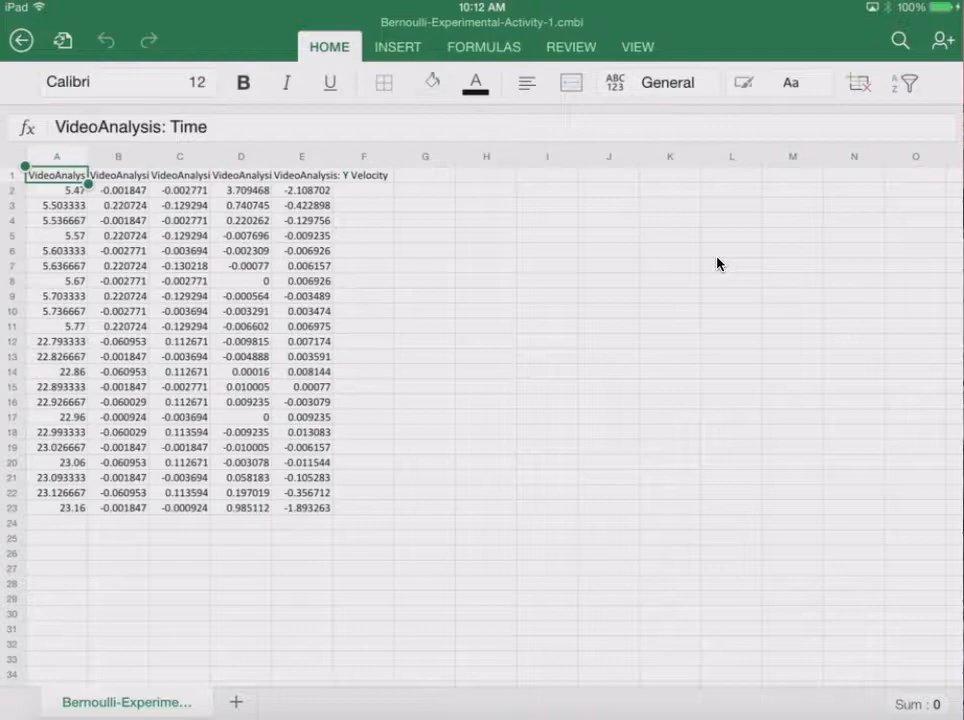 iPad 10:12 AM 100%
Bernoulli-Experimental-Activity-1.cmbl
HOME INSERT FORMULAS REVIEW VIEW
Calibri 12 B I U A ABC 123 General Aa A Z
fx VideoAnalysis: Time
A B C D E F G H I J K L M N O
1 VideoAnalys VideoAnalysi VideoAnalysi VideoAnalysi VideoAnalysis: Y Velocity
2 5.47 -0.001847 -0.002771 3.709468 -2.108702
3 5.503333 0.220724 -0.129294 0.740745 -0.422898
4 5.536667 -0.001847 -0.002771 0.220262 -0.129756
5 5.57 0.220724 -0.129294 -0.007696 -0.009235
6 5.603333 -0.002771 -0.003694 -0.002309 -0.006926
7 5.636667 0.220724 -0.130218 -0.00077 0.006157
8 5.67 -0.002771 -0.002771 0 0.006926
9 5.703333 0.220724 -0.129294 -0.000564 -0.003489
10 5.736667 -0.002771 -0.003694 -0.003291 0.003474
11 5.77 0.220724 -0.129294 -0.006602 0.006975
12 22.793333 -0.060953 0.112671 -0.009815 0.007174
13 22.826667 -0.001847 -0.003694 -0.004888 0.003591
14 22.86 -0.060953 0.112671 0.00016 0.008144
15 22.893333 -0.001847 -0.002771 0.010005 0.00077
16 22.926667 -0.060029 0.112671 0.009235 -0.003079
17 22.96 -0.000924 -0.003694 0 0.009235
18 22.993333 -0.060029 0.113594 -0.009235 0.013083
19 23.026667 -0.001847 -0.001847 -0.010005 -0.006157
20 23.06 -0.060953 0.112671 -0.003078 -0.011544
21 23.093333 -0.001847 -0.003694 0.058183 -0.105283
22 23.126667 -0.060953 0.113594 0.197019 -0.356712
23 23.16 -0.001847 -0.000924 0.985112 -1.893263
24
25
26
27
28
29
30
31
32
33
34
Bernoulli-Experime... + Sum : 0